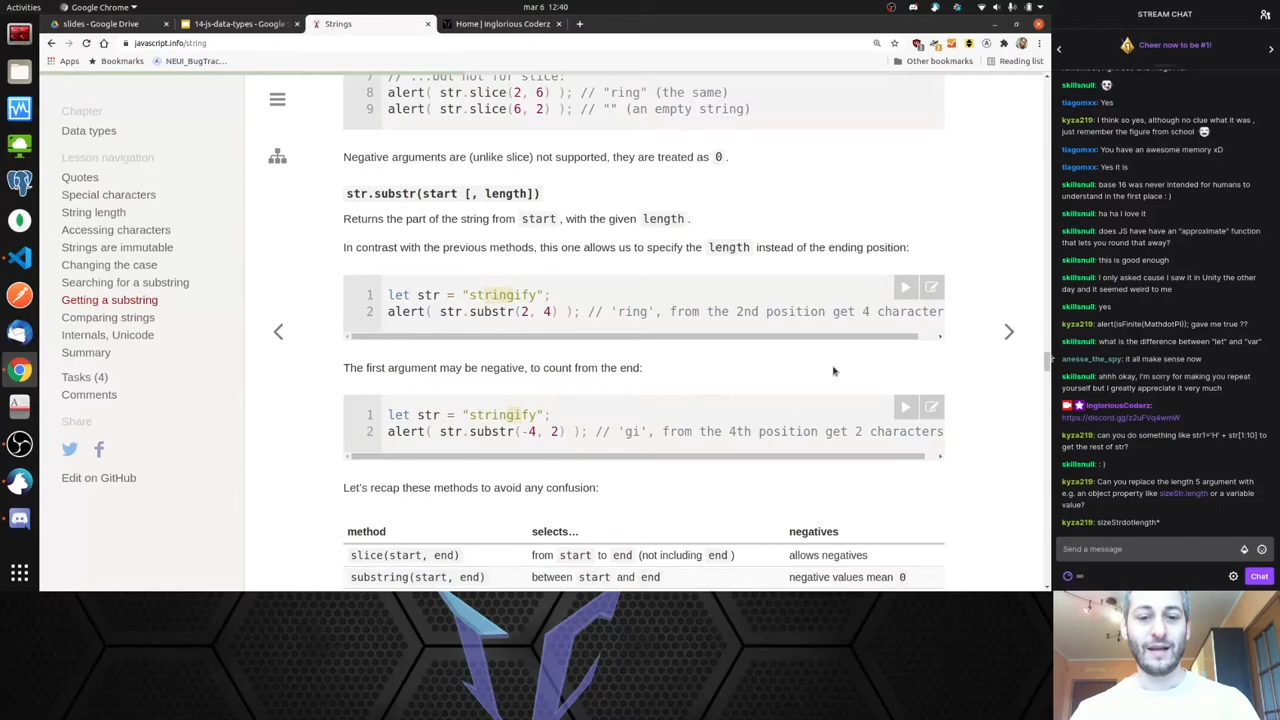 Activities
Google Chrome
mar 6 12:40
slides - Google Drive
14-js-data-types - Google S
Strings
Home | Inglorious Coderz
javascript.info/string
Apps
Bookmarks
NEUI_BugTrac...
Other bookmarks
Reading list
Chapter
Data types
Lesson navigation
Quotes
Special characters
String length
Accessing characters
Strings are immutable
Changing the case
Searching for a substring
Getting a substring
Comparing strings
Internals, Unicode
Summary
Tasks (4)
Comments
Share
Edit on GitHub
7 // ...but not for slice:
8 alert( str.slice(2, 6) ); // "ring" (the same)
9 alert( str.slice(6, 2) ); // "" (an empty string)
Negative arguments are (unlike slice) not supported, they are treated as 0.
str.substr(start [, length])
Returns the part of the string from start, with the given length.
In contrast with the previous methods, this one allows us to specify the length instead of the ending position:
1 let str = "stringify";
2 alert( str.substr(2, 4) ); // 'ring', from the 2nd position get 4 character
The first argument may be negative, to count from the end:
1 let str = "stringify";
2 alert( str.substr(-4, 2) ); // 'gi', from the 4th position get 2 characters
Let's recap these methods to avoid any confusion:
method selects... negatives
slice(start, end) from start to end (not including end) allows negatives
substring(start, end) between start and end negative values mean 0
STREAM CHAT
Cheer now to be #1!
skillsnull:
tiagomxx: Yes
kyza219: I think so yes, although no clue what it was ,
just remember the figure from school
tiagomxx: You have an awesome memory xD
tiagomxx: Yes it is
skillsnull: base 16 was never intended for humans to
understand in the first place : )
skillsnull: ha ha I love it
skillsnull: does JS have have an "approximate" function
that lets you round that away?
skillsnull: this is good enough
skillsnull: I only asked cause I saw it in Unity the other
day and it seemed weird to me
skillsnull: yes
kyza219: alert(isFinite(MathdotPI)); gave me true ??
skillsnull: what is the difference between "let" and "var"
anesse_the_spy: it all make sense now
skillsnull: ahhh okay, I'm sorry for making you repeat
yourself but I greatly appreciate it very much
IngloriousCoderz:
https://discord.gg/z2uFVq4wmW
kyza219: can you do something like str1='H' + str[1:10] to
get the rest of str?
skillsnull: : )
kyza219: Can you replace the length 5 argument with
e.g. an object property like sizeStr.length or a variable
value?
kyza219: sizeStrdotlength*
Send a message
Chat